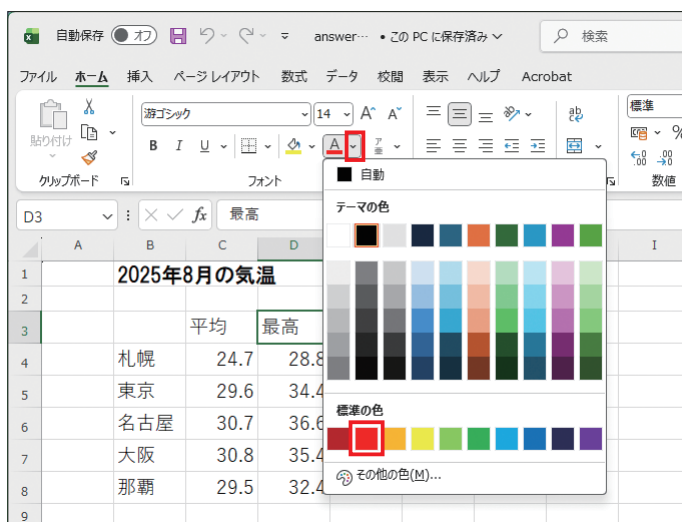 自動保存 オフ answer… • この PC に保存済み 検索
ファイル ホーム 挿入 ページ レイアウト 数式 データ 校閲 表示 ヘルプ Acrobat
貼り付け 游ゴシック 14 A A ab 標準
B I U A ア亜 %
クリップボード フォント 数値
自動
テーマの色
D3 fx 最高
A B C D I
1 2025年8月の気温
2
3 平均 最高
4 札幌 24.7 28.8
5 東京 29.6 34.4
6 名古屋 30.7 36.6
7 大阪 30.8 35.4
8 那覇 29.5 32.4
9
標準の色
その他の色(M)...